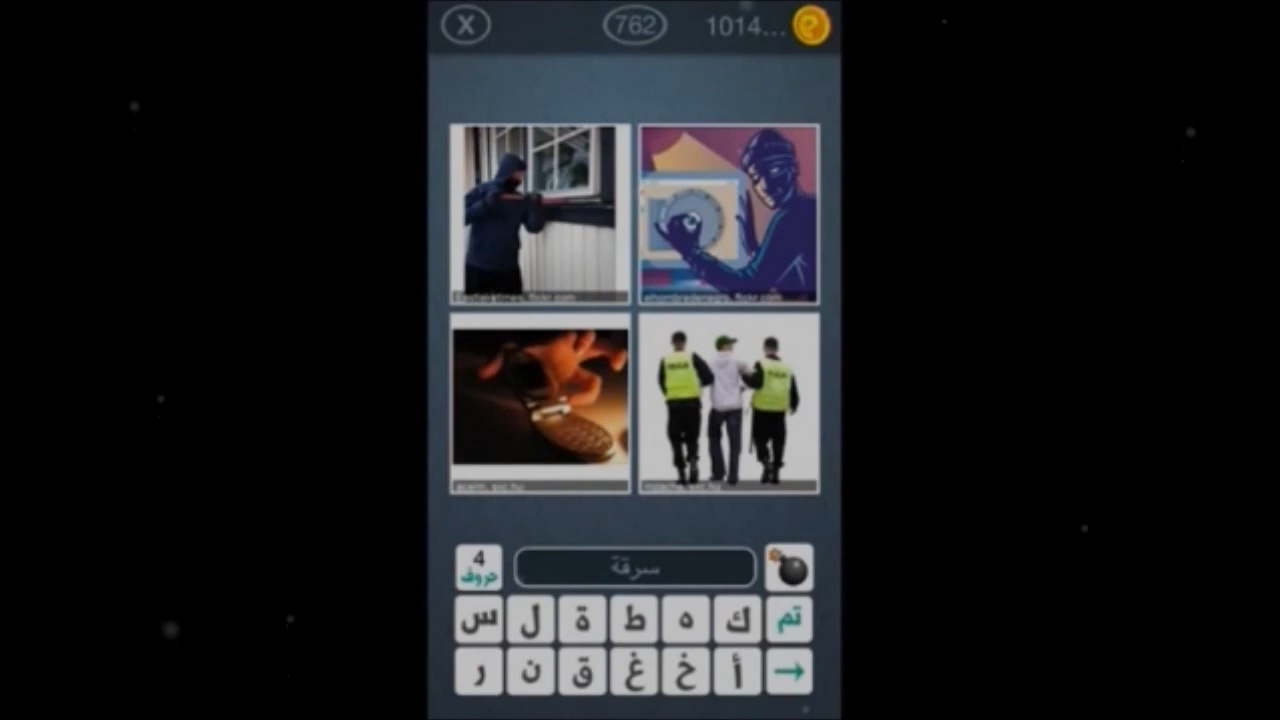 X 762 1014...
4
حروف
سرقة
س ل ة ط ه ك تم
ر ن ق غ خ أ →